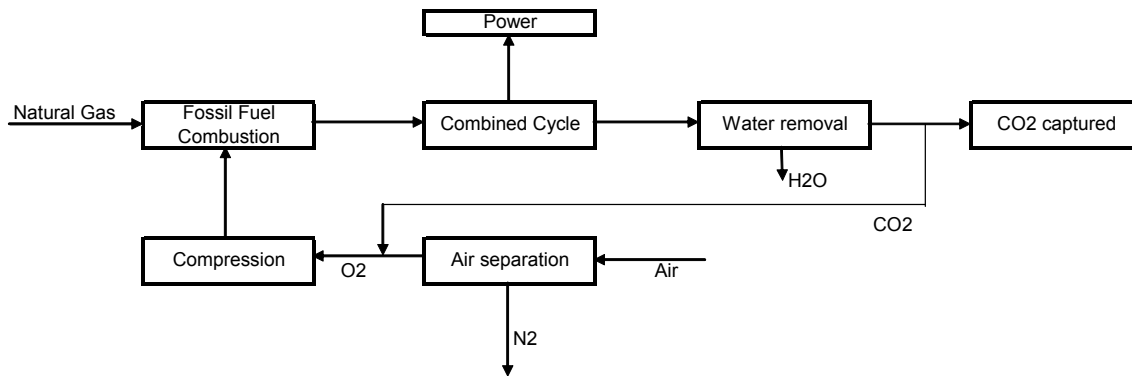 Power
Natural Gas
Fossil Fuel
Combustion
Combined Cycle
Water removal
CO2 captured
H2O
CO2
Compression
O2
Air separation
Air
N2